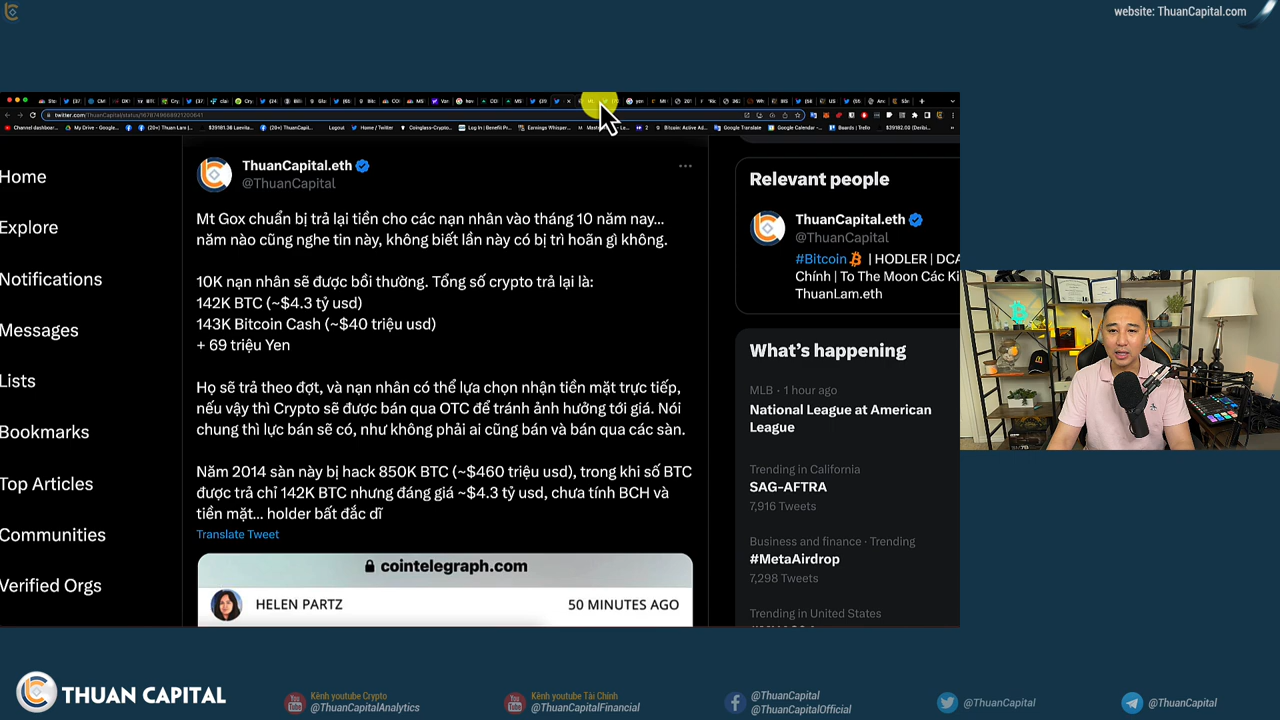 website: ThuanCapital.com
twitter.com/ThuanCapital/status/1678749668921200001
Home
Explore
Notifications
Messages
Lists
Bookmarks
Top Articles
Communities
Verified Orgs
ThuanCapital.eth
@ThuanCapital
Mt Gox chuẩn bị trả lại tiền cho các nạn nhân vào tháng 10 năm nay...
năm nào cũng nghe tin này, không biết lần này có bị trì hoãn gì không.
10K nạn nhân sẽ được bồi thường. Tổng số crypto trả lại là:
142K BTC (~$4.3 tỷ usd)
143K Bitcoin Cash (~$40 triệu usd)
+ 69 triệu Yen
Họ sẽ trả theo đợt, và nạn nhân có thể lựa chọn nhận tiền mặt trực tiếp,
nếu vậy thì Crypto sẽ được bán qua OTC để tránh ảnh hưởng tới giá. Nói
chung thì lực bán sẽ có, như không phải ai cũng bán và bán qua các sàn.
Năm 2014 sàn này bị hack 850K BTC (~$460 triệu usd), trong khi số BTC
được trả chỉ 142K BTC nhưng đáng giá ~$4.3 tỷ usd, chưa tính BCH và
tiền mặt... holder bất đắc dĩ
Translate Tweet
cointelegraph.com
HELEN PARTZ 50 MINUTES AGO
Relevant people
ThuanCapital.eth
@ThuanCapital
#Bitcoin | HODLER | DCA
Chính | To The Moon Các Kí
ThuanLam.eth
What's happening
MLB · 1 hour ago
National League at American
League
Trending in California
SAG-AFTRA
7,916 Tweets
Business and finance · Trending
#MetaAirdrop
7,298 Tweets
Trending in United States
THUAN CAPITAL
Kênh youtube Crypto
@ThuanCapitalAnalytics
Kênh youtube Tài Chính
@ThuanCapitalFinancial
@ThuanCapital
@ThuanCapitalOfficial
@ThuanCapital
@ThuanCapital